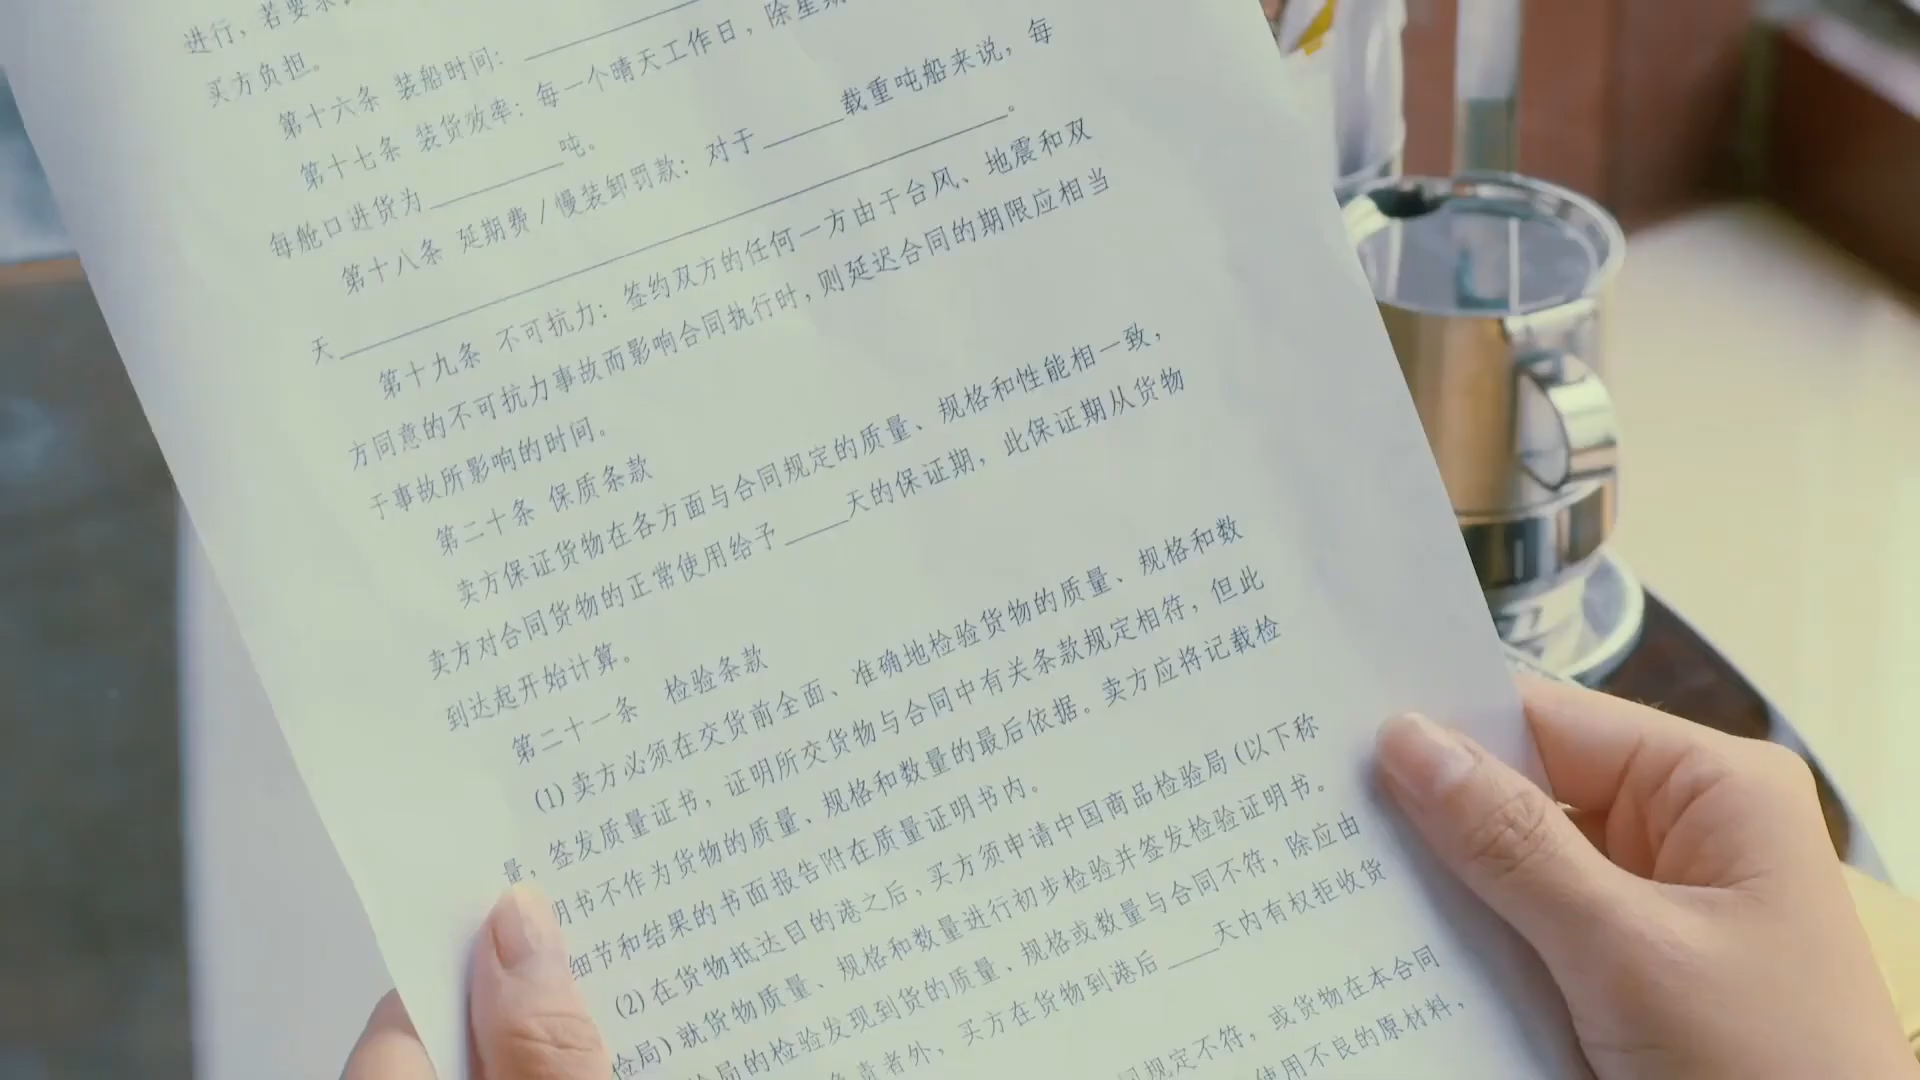 进行，若要求
买方负担。
第十六条 装船时间：
第十七条 装货效率：每一个晴天工作日，除星期
每舱口进货为____吨。
第十八条 延期费/慢装卸罚款：对于____载重吨船来说，每
天____。
第十九条 不可抗力：签约双方的任何一方由于台风、地震和双
方同意的不可抗力事故而影响合同执行时，则延迟合同的期限应相当
于事故所影响的时间。
第二十条 保质条款
卖方保证货物在各方面与合同规定的质量、规格和性能相一致，
卖方对合同货物的正常使用给予____天的保证期，此保证期从货物
到达起开始计算。
第二十一条 检验条款
(1)卖方必须在交货前全面、准确地检验货物的质量、规格和数
量，签发质量证书，证明所交货物与合同中有关条款规定相符，但此
明书不作为货物的质量、规格和数量的最后依据。卖方应将记载检
细节和结果的书面报告附在质量证明书内。
(2)在货物抵达目的港之后，买方须申请中国商品检验局(以下称
检局)就货物质量、规格和数量进行初步检验并签发检验证明书。
局的检验发现到货的质量、规格或数量与合同不符，除应由
负责者外，买方在货物到港后____天内有权拒收货
规定不符，或货物在本合同
使用不良的原材料，